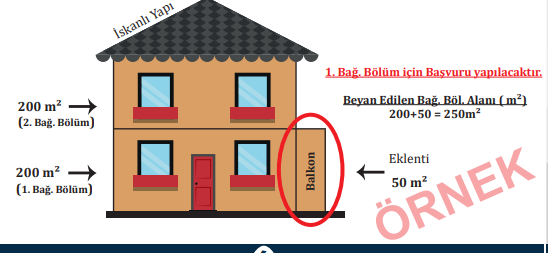 İskanlı Yapı
1. Bağ. Bölüm için Başvuru yapılacaktır.
Beyan Edilen Bağ. Böl. Alanı ( m²)
200+50 = 250m²
200 m²
(2. Bağ. Bölüm)
200 m²
(1. Bağ. Bölüm)
Balkon
Eklenti
50 m²
ÖRNEK